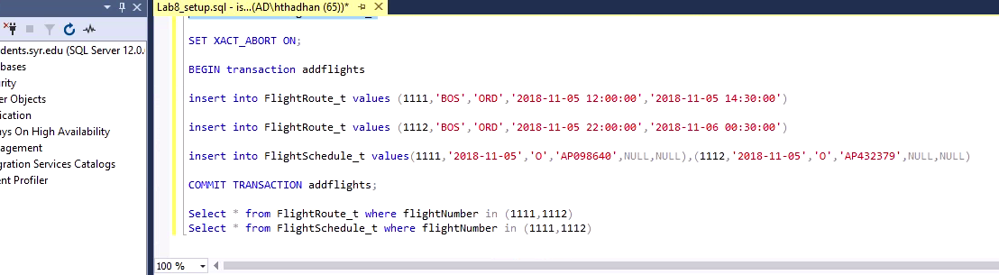 Lab8_setup.sql - is...(AD\hthadhan (65))*
dents.syr.edu (SQL Server 12.0.
bases
rity
er Objects
ication
ays On High Availability
agement
gration Services Catalogs
ent Profiler
SET XACT_ABORT ON;
BEGIN transaction addflights
insert into FlightRoute_t values (1111,'BOS','ORD','2018-11-05 12:00:00','2018-11-05 14:30:00')
insert into FlightRoute_t values (1112,'BOS','ORD','2018-11-05 22:00:00','2018-11-06 00:30:00')
insert into FlightSchedule_t values(1111,'2018-11-05','O','AP098640',NULL,NULL),(1112,'2018-11-05','O','AP432379',NULL,NULL)
COMMIT TRANSACTION addflights;
Select * from FlightRoute_t where flightNumber in (1111,1112)
Select * from FlightSchedule_t where flightNumber in (1111,1112)
100 %